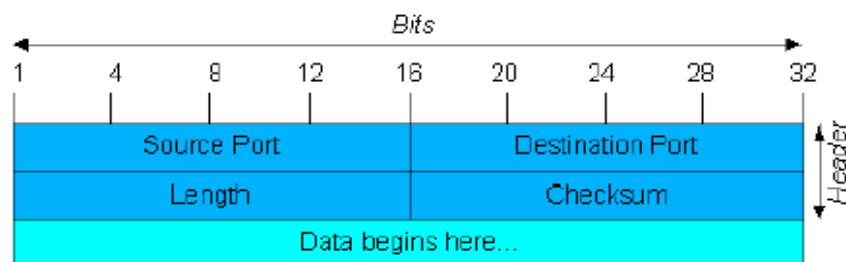 Bits
1 4 8 12 16 20 24 28 32
Source Port Destination Port
Length Checksum
Header
Data begins here...